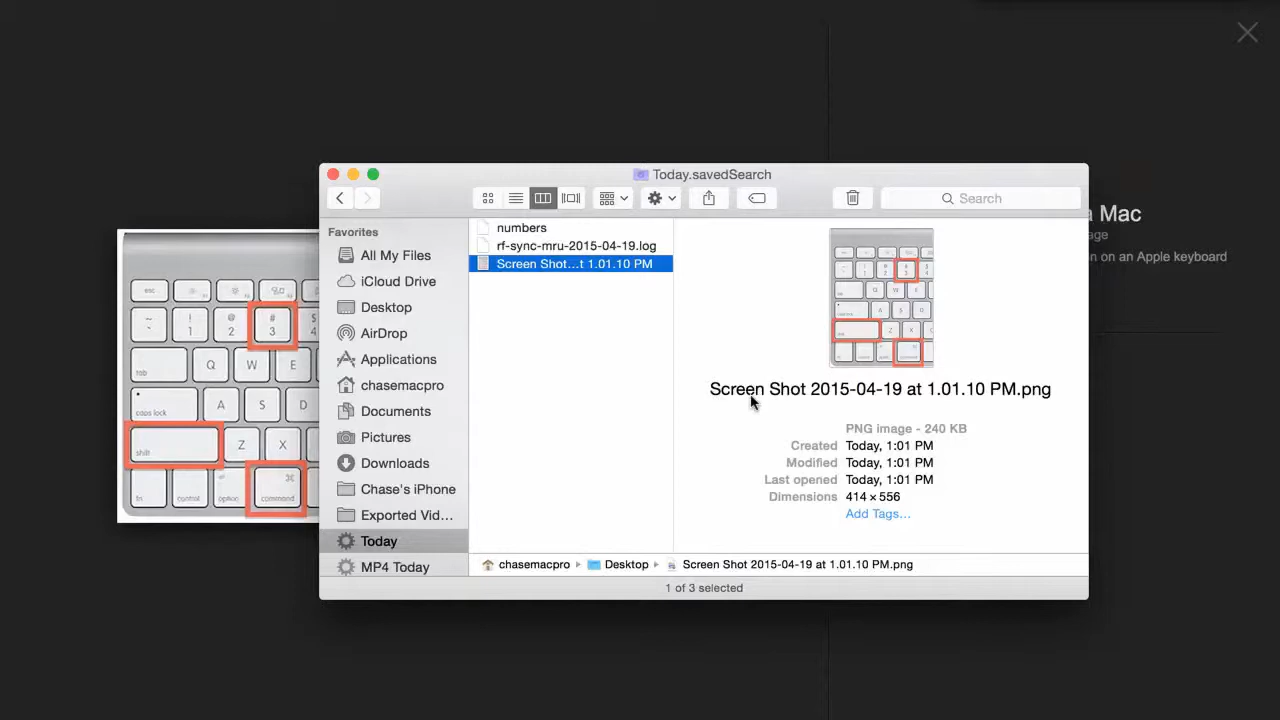 Today.savedSearch
Search
Favorites
All My Files
iCloud Drive
Desktop
AirDrop
Applications
chasemacpro
Documents
Pictures
Downloads
Chase's iPhone
Exported Vid...
Today
MP4 Today
numbers
rf-sync-mru-2015-04-19.log
Screen Shot...t 1.01.10 PM
Screen Shot 2015-04-19 at 1.01.10 PM.png
PNG image - 240 KB
Created Today, 1:01 PM
Modified Today, 1:01 PM
Last opened Today, 1:01 PM
Dimensions 414 × 556
Add Tags...
chasemacpro ▸ Desktop ▸ Screen Shot 2015-04-19 at 1.01.10 PM.png
1 of 3 selected
a Mac
age
n on an Apple keyboard
esc
~ ` ! 1 @ 2 # 3 $ 4
tab Q W E
caps lock A S D
shift Z X
fn control option ⌘ command